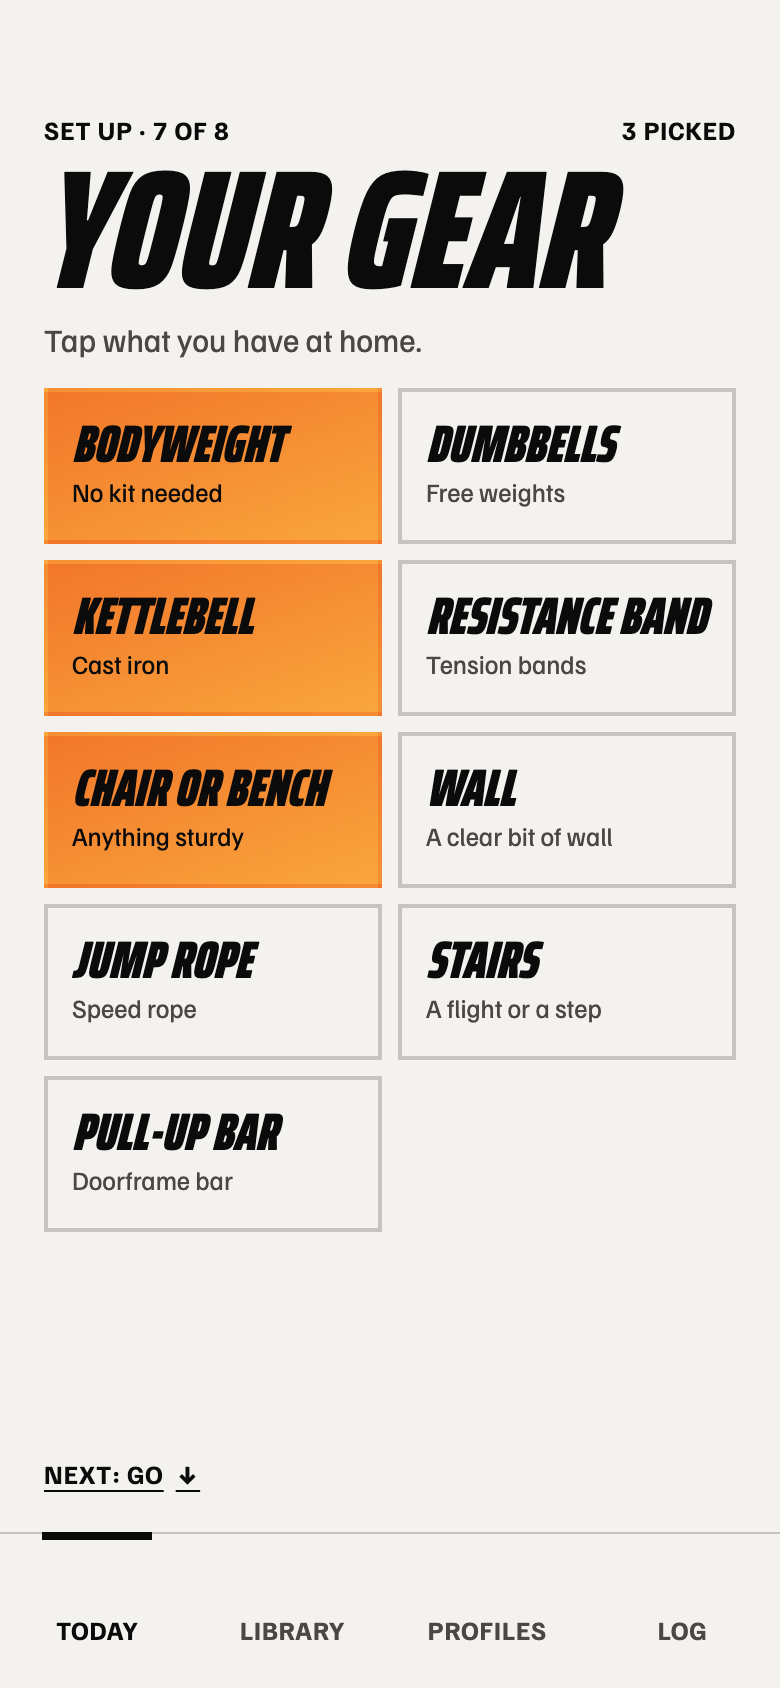 SET UP · 7 OF 8
3 PICKED
YOUR GEAR
Tap what you have at home.
BODYWEIGHT
No kit needed
DUMBBELLS
Free weights
KETTLEBELL
Cast iron
RESISTANCE BAND
Tension bands
CHAIR OR BENCH
Anything sturdy
WALL
A clear bit of wall
JUMP ROPE
Speed rope
STAIRS
A flight or a step
PULL-UP BAR
Doorframe bar
NEXT: GO ↓
TODAY
LIBRARY
PROFILES
LOG